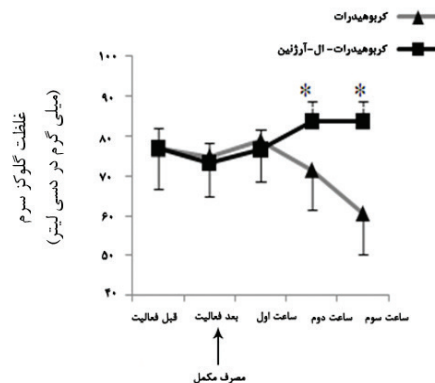 کربوهیدرات
کربوهیدرات-ال-آرژنین
غلظت گلوکز سرم
(میلی گرم در دسی لیتر)
۱۰۰
۹۰
۸۰
۷۰
۶۰
۵۰
۴۰
*
*
قبل فعالیت
بعد فعالیت
ساعت اول
ساعت دوم
ساعت سوم
مصرف مکمل